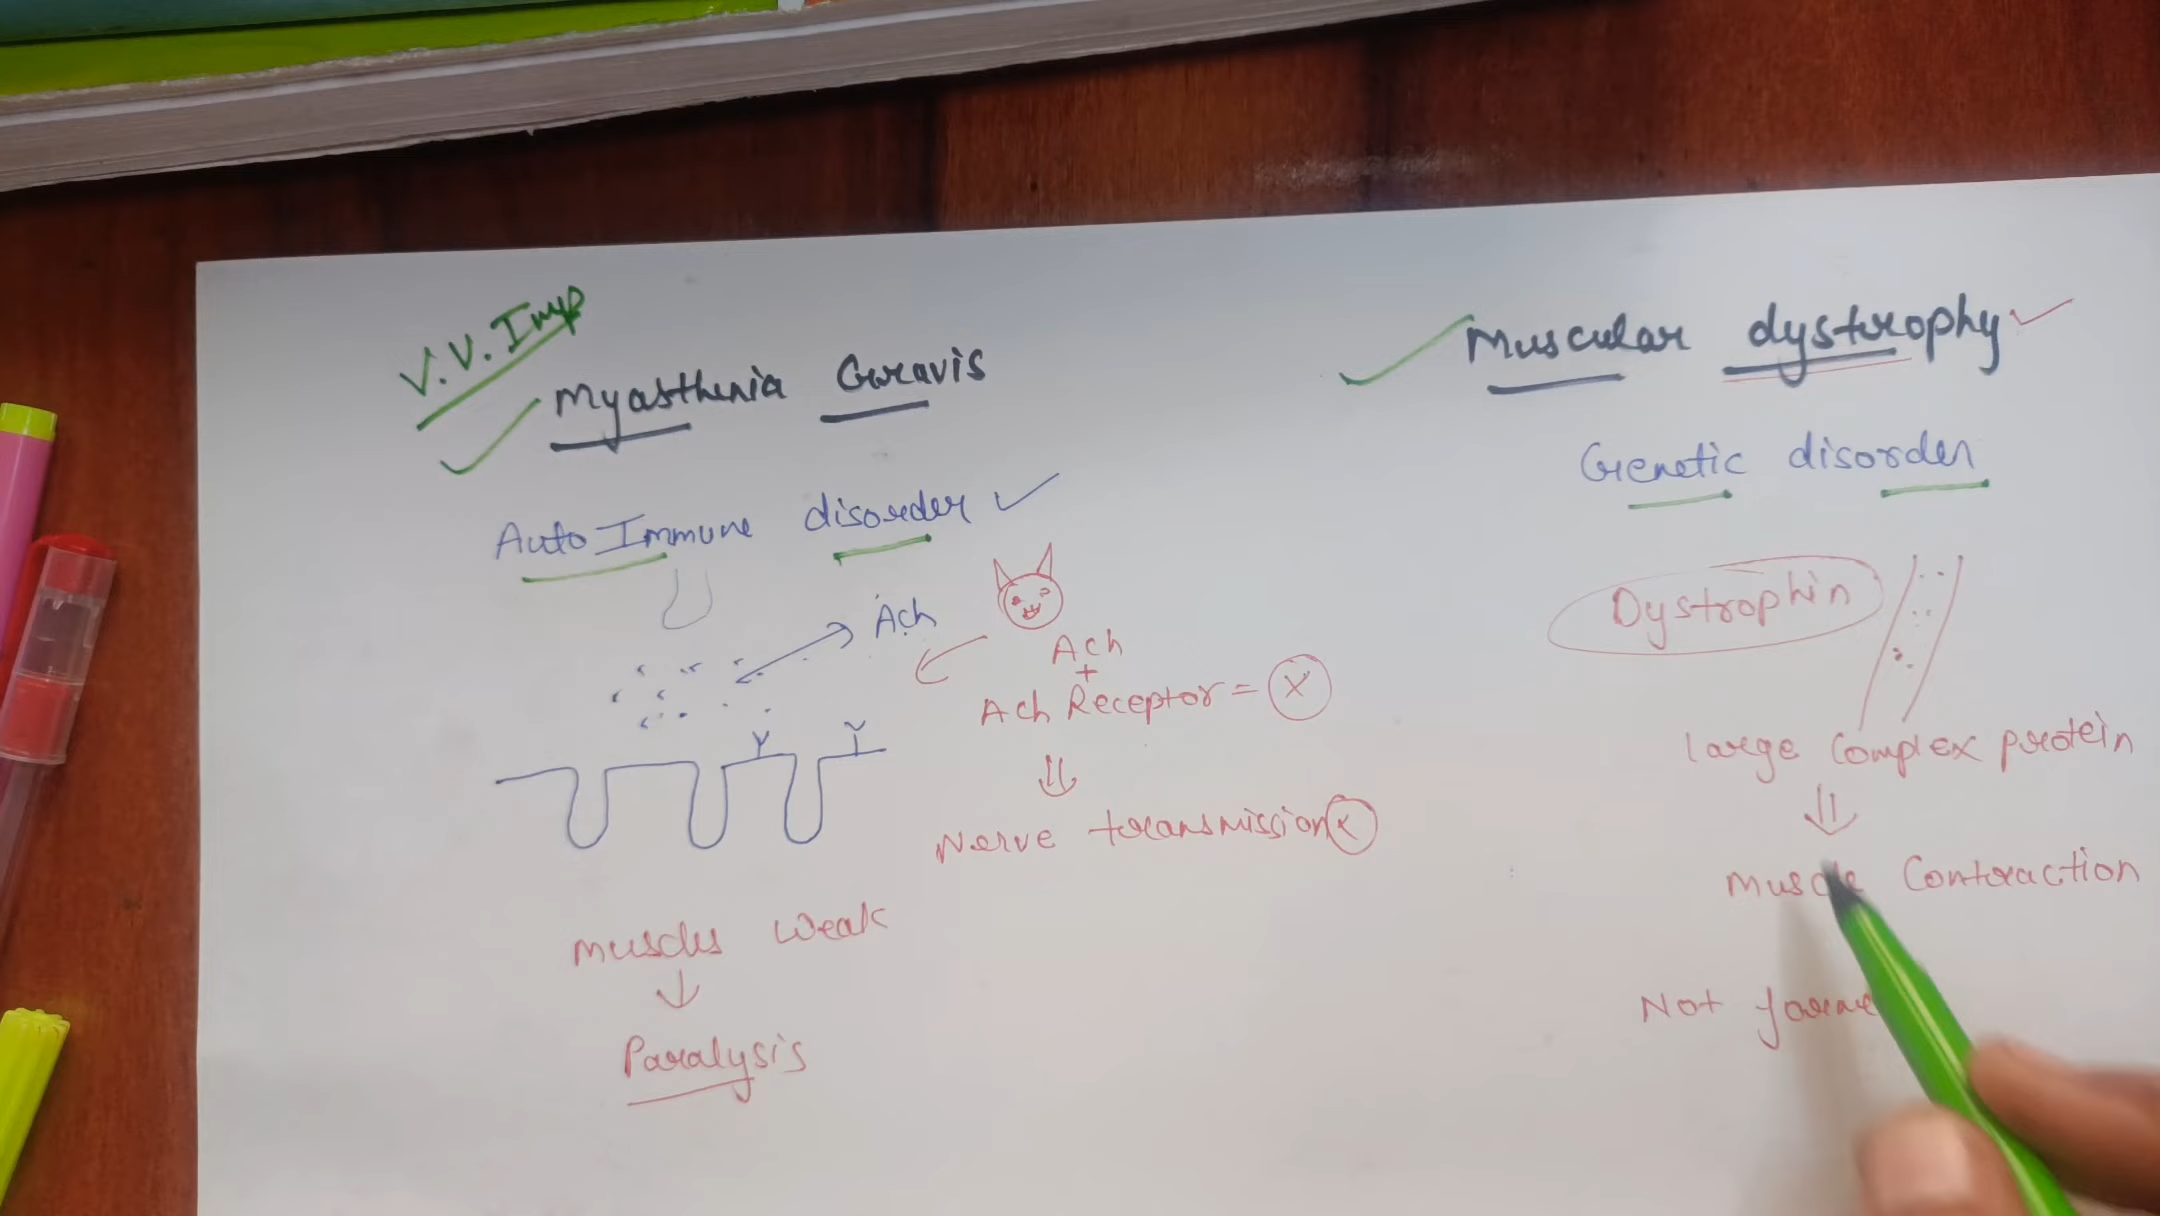 V.V. Imp
Myasthenia Gravis
Auto Immune disorder
Ach
Ach
+
Ach Receptor = X
Nerve transmission X
Muscles Weak
Paralysis
Muscular dystrophy
Genetic disorder
Dystrophin
Large Complex protein
Muscle Contraction
Not